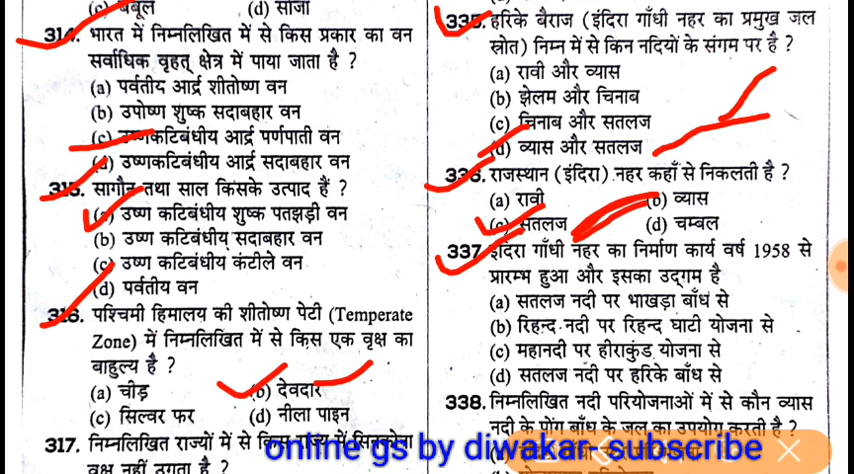 (c) बबूल (d) साजा
314. भारत में निम्नलिखित में से किस प्रकार का वन
सर्वाधिक वृहत् क्षेत्र में पाया जाता है ?
(a) पर्वतीय आर्द्र शीतोष्ण वन
(b) उपोष्ण शुष्क सदाबहार वन
(c) उष्णकटिबंधीय आर्द्र पर्णपाती वन
(d) उष्णकटिबंधीय आर्द्र सदाबहार वन
315. सागौन तथा साल किसके उत्पाद हैं ?
(a) उष्ण कटिबंधीय शुष्क पतझड़ी वन
(b) उष्ण कटिबंधीय सदाबहार वन
(c) उष्ण कटिबंधीय कंटीले वन
(d) पर्वतीय वन
316. पश्चिमी हिमालय की शीतोष्ण पेटी (Temperate
Zone) में निम्नलिखित में से किस एक वृक्ष का
बाहुल्य है ?
(a) चीड़ (b) देवदार
(c) सिल्वर फर (d) नीला पाइन
317. निम्नलिखित राज्यों में से किस राज्य में सिनकोना
वृक्ष नहीं उगता है ?
335. हरिके बैराज (इंदिरा गाँधी नहर का प्रमुख जल
स्रोत) निम्न में से किन नदियों के संगम पर है ?
(a) रावी और व्यास
(b) झेलम और चिनाब
(c) चिनाब और सतलज
(d) व्यास और सतलज
336. राजस्थान (इंदिरा) नहर कहाँ से निकलती है ?
(a) रावी (b) व्यास
(c) सतलज (d) चम्बल
337. इंदिरा गाँधी नहर का निर्माण कार्य वर्ष 1958 से
प्रारम्भ हुआ और इसका उद्गम है
(a) सतलज नदी पर भाखड़ा बाँध से
(b) रिहन्द नदी पर रिहन्द घाटी योजना से
(c) महानदी पर हीराकुंड योजना से
(d) सतलज नदी पर हरिके बाँध से
338. निम्नलिखित नदी परियोजनाओं में से कौन व्यास
नदी के पोंग बाँध के जल का उपयोग करती है ?
online gs by diwakar subscribe